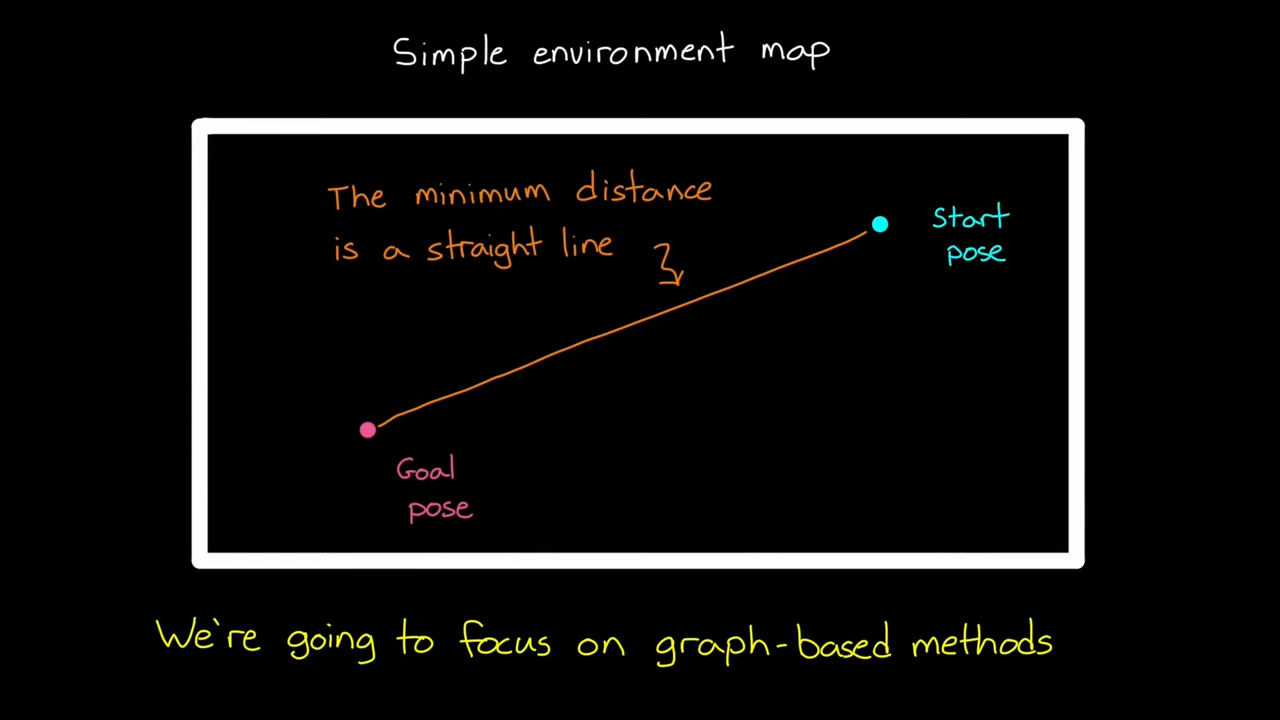 Simple environment map
The minimum distance
is a straight line
Start
pose
Goal
pose
We're going to focus on graph-based methods